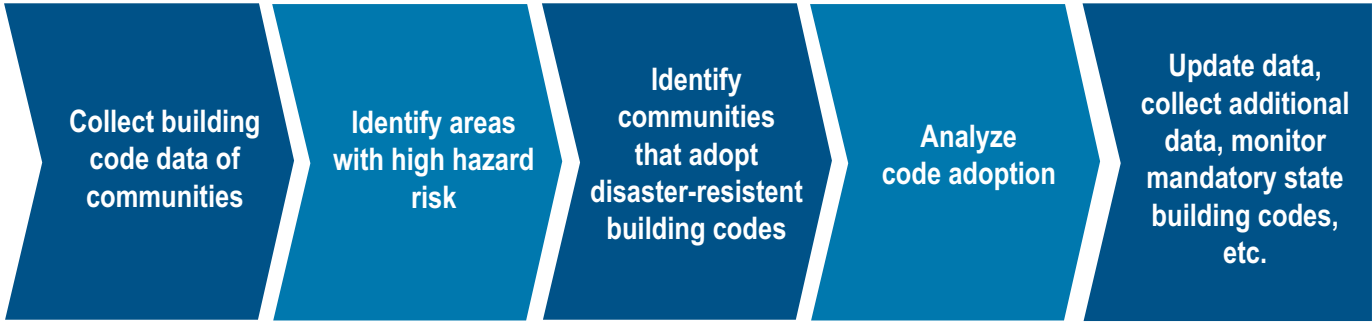 Collect building
code data of
communities
Identify areas
with high hazard
risk
Identify
communities
that adopt
disaster-resistent
building codes
Analyze
code adoption
Update data,
collect additional
data, monitor
mandatory state
building codes,
etc.